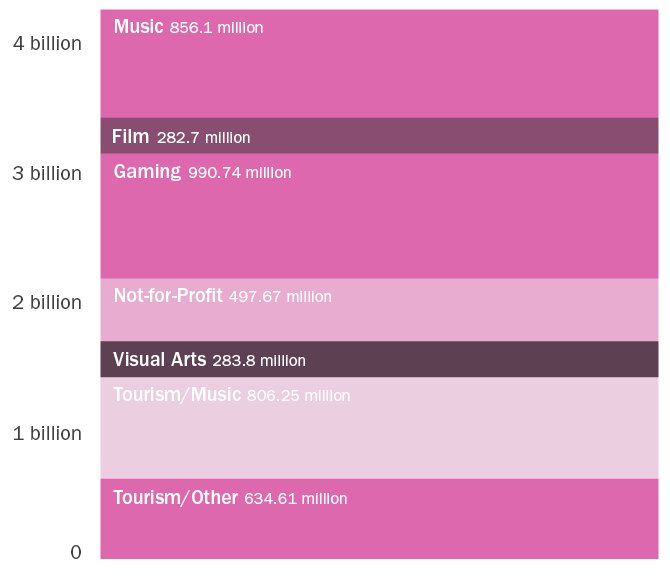 Music 856.1 million
4 billion
Film 282.7 million
3 billion
Gaming 990.74 million
Not-for-Profit 497.67 million
2 billion
Visual Arts 283.8 million
Tourism/Music 806.25 million
1 billion
Tourism/Other 634.61 million
0